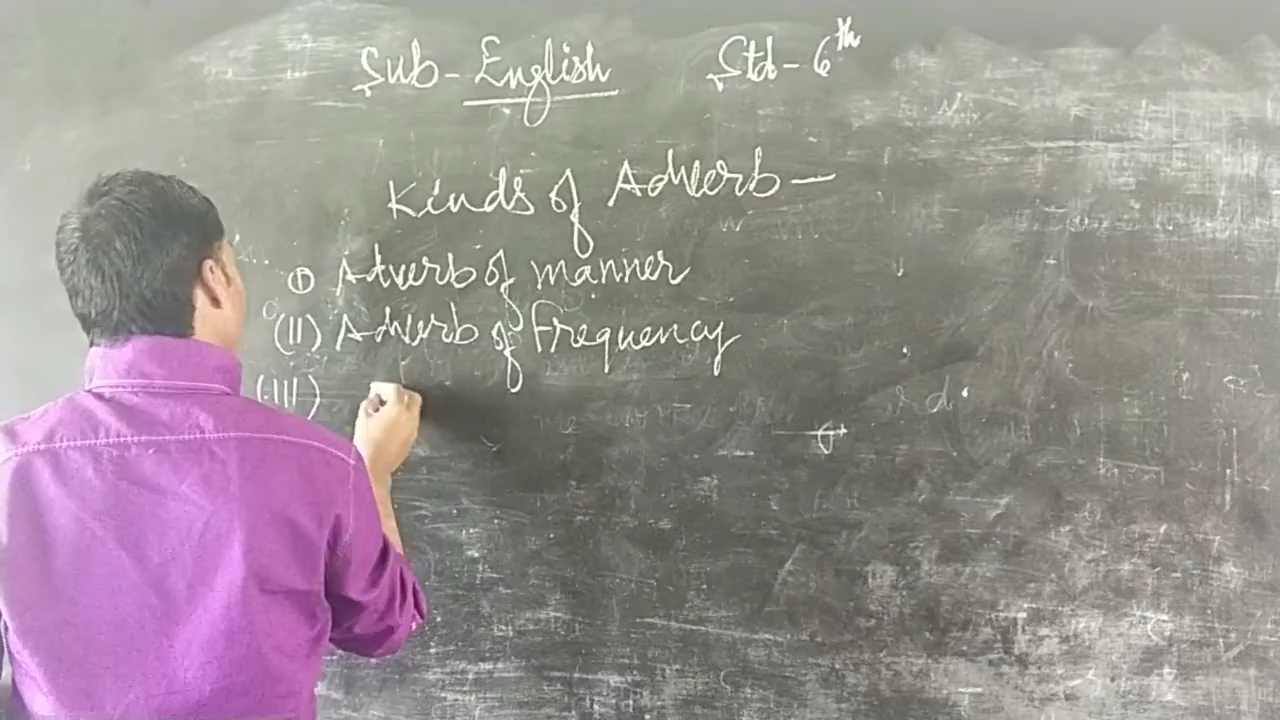 Sub - English Std - 6th
Kinds of Adverb -
(I) Adverb of manner
(II) Adverb of Frequency
(III)